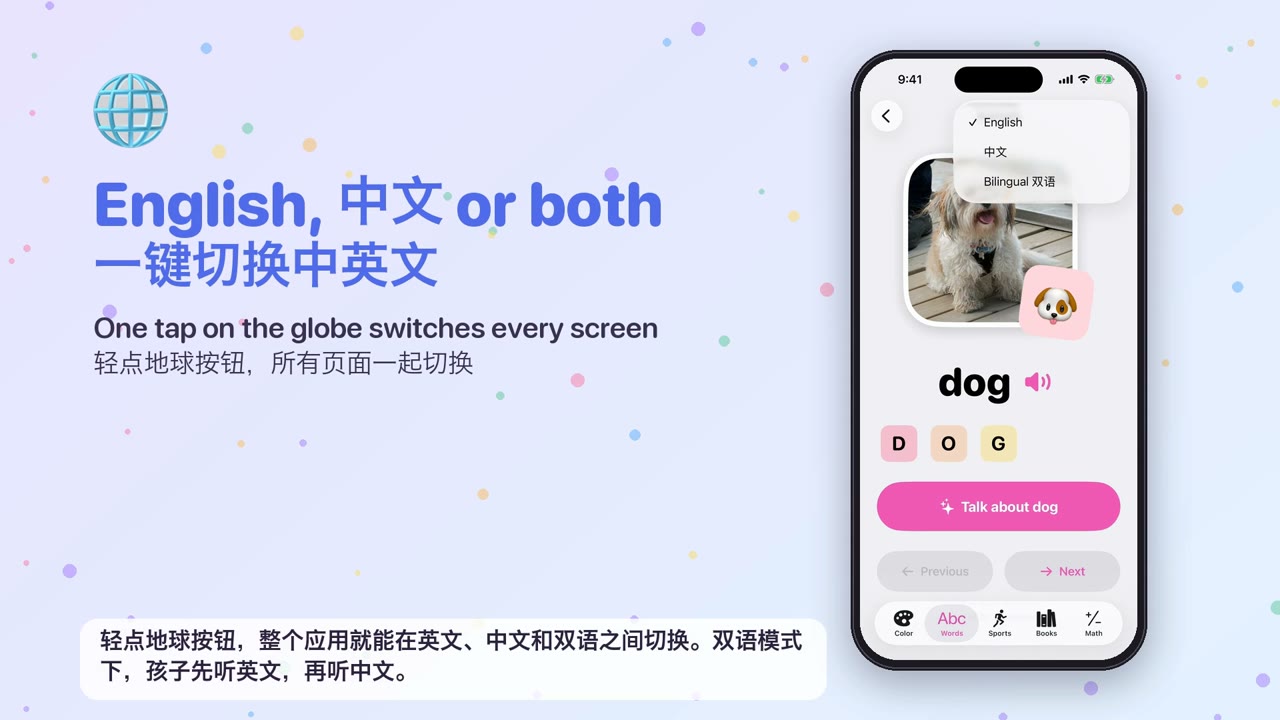 English, 中文 or both
一键切换中英文
One tap on the globe switches every screen
轻点地球按钮，所有页面一起切换
轻点地球按钮，整个应用就能在英文、中文和双语之间切换。双语模式
下，孩子先听英文，再听中文。
9:41
English
中文
Bilingual 双语
dog
D O G
Talk about dog
Previous
Next
Abc
+/-
Color
Words
Sports
Books
Math